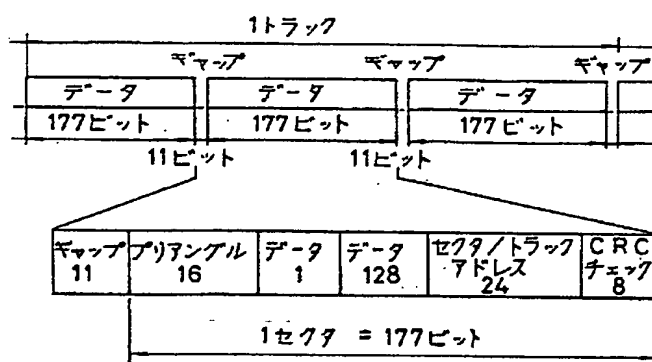 1トラック
ギャップ ギャップ ギャップ
データ データ データ
177ビット 177ビット 177ビット
11ビット 11ビット
ギャップ プリアングル データ データ セクタ/トラック CRC
アドレス チェック
11 16 1 128 24 8
1セクタ = 177ビット